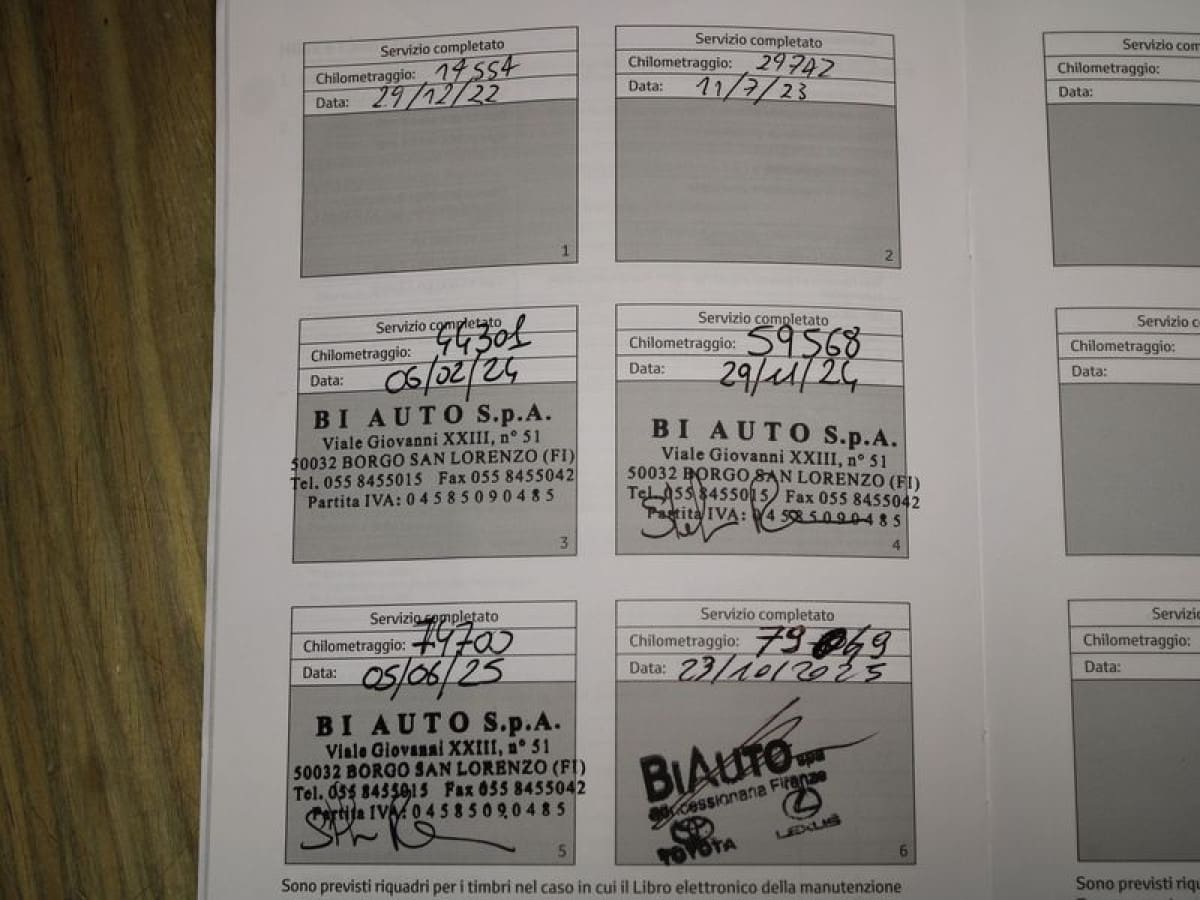 Servizio completato
Chilometraggio: 14554
Data: 29/12/22
1
Servizio completato
Chilometraggio: 29742
Data: 11/7/23
2
Servizio co
Chilometraggio:
Data:
Servizio completato
Chilometraggio: 44301
Data: 06/02/24
BI AUTO S.p.A.
Viale Giovanni XXIII, n° 51
50032 BORGO SAN LORENZO (FI)
Tel. 055 8455015 Fax 055 8455042
Partita IVA: 04585090485
3
Servizio completato
Chilometraggio: 59568
Data: 29/11/24
BI AUTO S.p.A.
Viale Giovanni XXIII, n° 51
50032 BORGO SAN LORENZO (FI)
Tel. 055 8455015 Fax 055 8455042
Partita IVA: 04585090485
4
Servizio c
Chilometraggio:
Data:
Servizio completato
Chilometraggio: 74700
Data: 05/06/25
BI AUTO S.p.A.
Viale Giovanni XXIII, n° 51
50032 BORGO SAN LORENZO (FI)
Tel. 055 8455015 Fax 055 8455042
Partita IVA: 04585090485
5
Servizio completato
Chilometraggio: 79069
Data: 23/10/2025
BIAUTO spa
concessionaria Firenze
TOYOTA LEXUS
6
Servizi
Chilometraggio:
Data:
Sono previsti riquadri per i timbri nel caso in cui il Libro elettronico della manutenzione
Sono previsti riqu